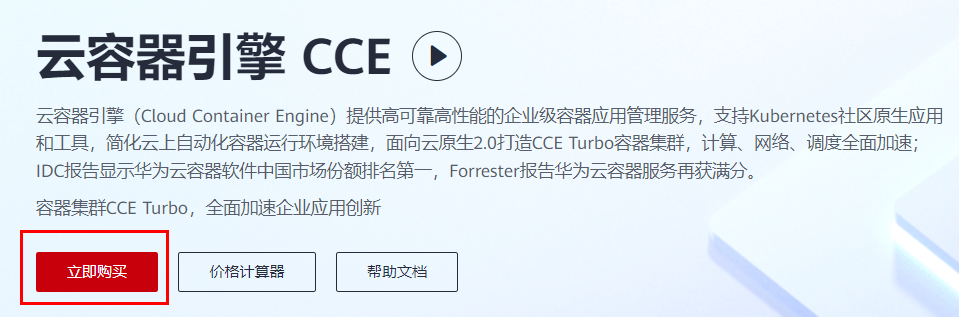 云容器引擎 CCE
云容器引擎（Cloud Container Engine）提供高可靠高性能的企业级容器应用管理服务，支持Kubernetes社区原生应用
和工具，简化云上自动化容器运行环境搭建，面向云原生2.0打造CCE Turbo容器集群，计算、网络、调度全面加速；
IDC报告显示华为云容器软件中国市场份额排名第一，Forrester报告华为云容器服务再获满分。
容器集群CCE Turbo，全面加速企业应用创新
立即购买 价格计算器 帮助文档